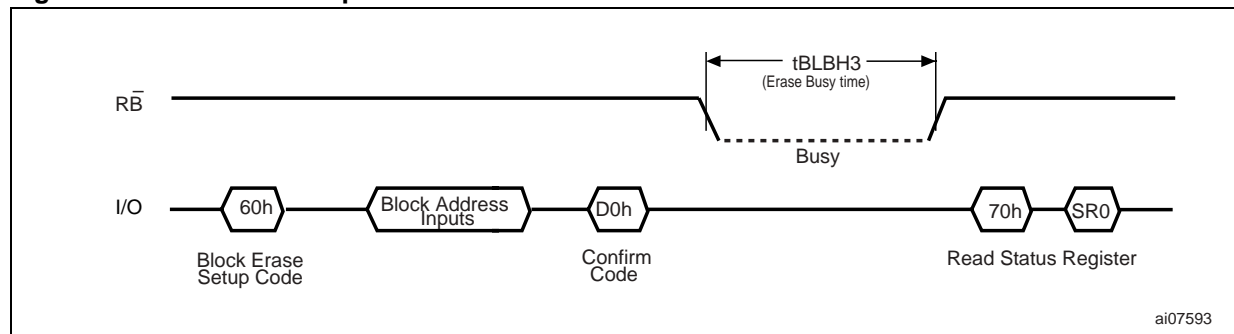 tBLBH3
(Erase Busy time)
RB̅
Busy
I/O
60h
Block Address
Inputs
D0h
70h
SR0
Block Erase
Setup Code
Confirm
Code
Read Status Register
ai07593